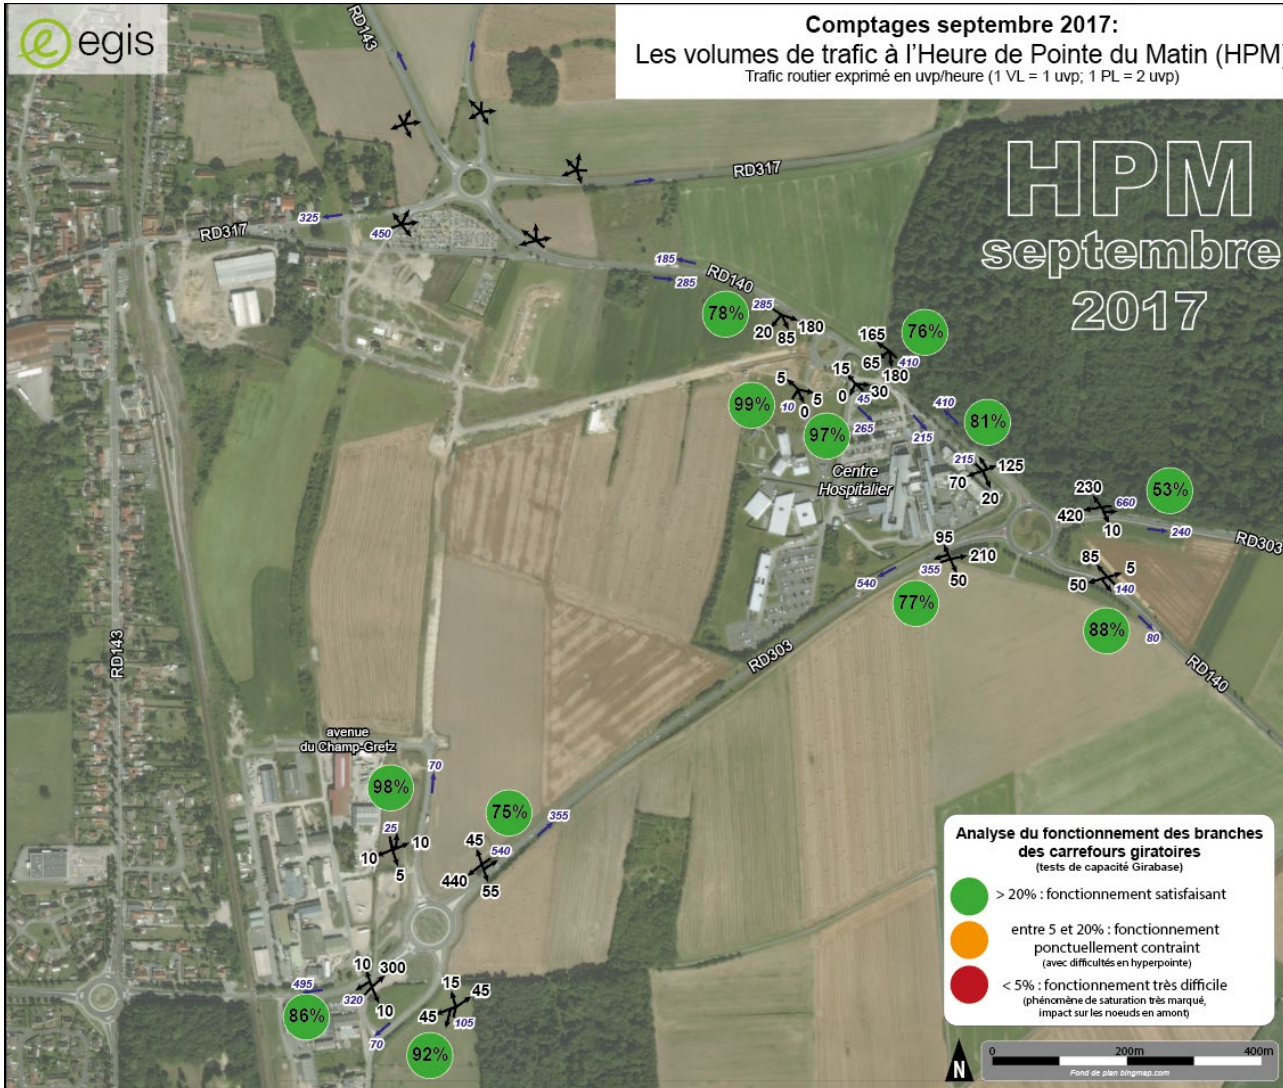 egis
Comptages septembre 2017:
Les volumes de trafic à l'Heure de Pointe du Matin (HPM)
Trafic routier exprimé en uvp/heure (1 VL = 1 uvp; 1 PL = 2 uvp)
HPM
septembre
2017
RD143
RD317
RD317
325
450
185
285
RD140
285
78%
20
85
180
165
76%
65
410
180
15
0
45
30
5
99%
10
0
5
97%
265
215
410
81%
215
125
70
20
Centre
Hospitalier
230
53%
660
420
10
240
RD303
95
210
355
50
540
77%
85
5
50
140
88%
80
RD140
RD303
RD143
avenue
du Champ-Gretz
70
98%
25
10
10
5
75%
355
45
540
440
55
10
300
495
320
10
86%
15
45
45
105
70
92%
Analyse du fonctionnement des branches
des carrefours giratoires
(tests de capacité Girabase)
> 20% : fonctionnement satisfaisant
entre 5 et 20% : fonctionnement
ponctuellement contraint
(avec difficultés en hyperpointe)
< 5% : fonctionnement très difficile
(phénomène de saturation très marqué,
impact sur les noeuds en amont)
N
0
200m
400m
Fond de plan bingmap.com